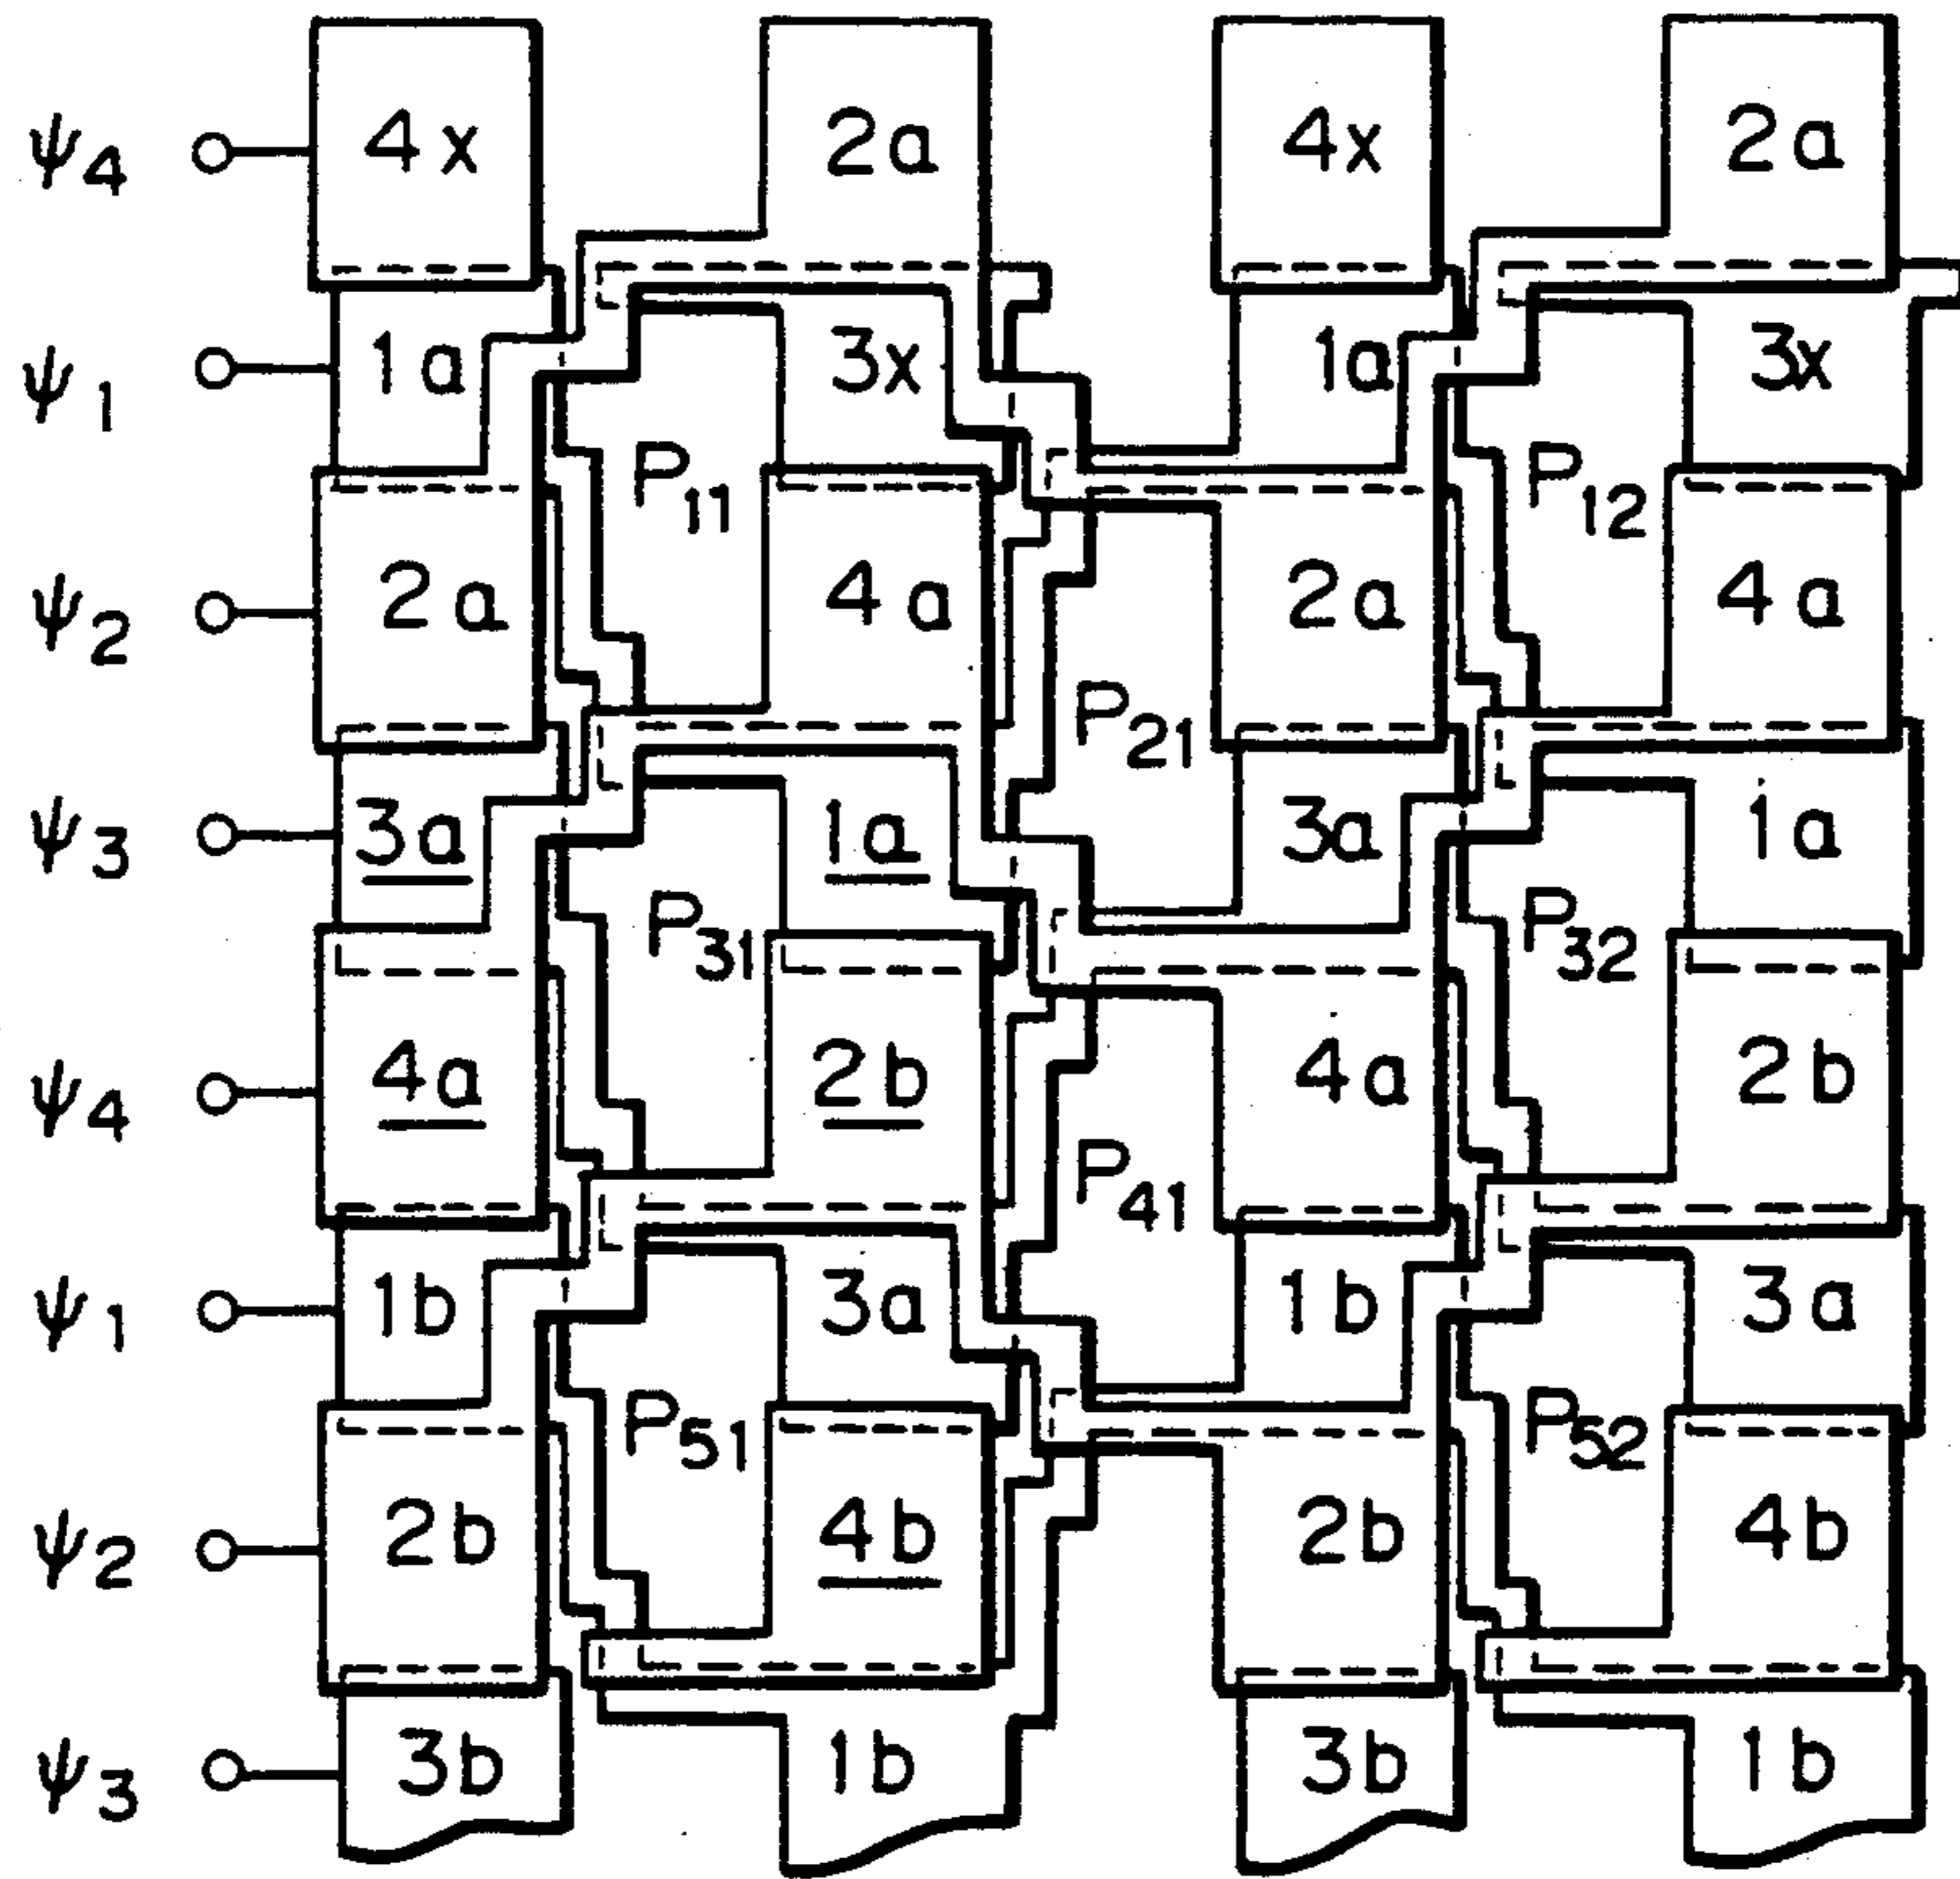 ψ4 4x 2a 4x 2a
ψ1 1a 3x 1a 3x
P11 P12
ψ2 2a 4a 2a 4a
P21
ψ3 3a 1a 3a 1a
P31 P32
ψ4 4a 2b 4a 2b
P41
ψ1 1b 3a 1b 3a
P51 P52
ψ2 2b 4b 2b 4b
ψ3 3b 1b 3b 1b